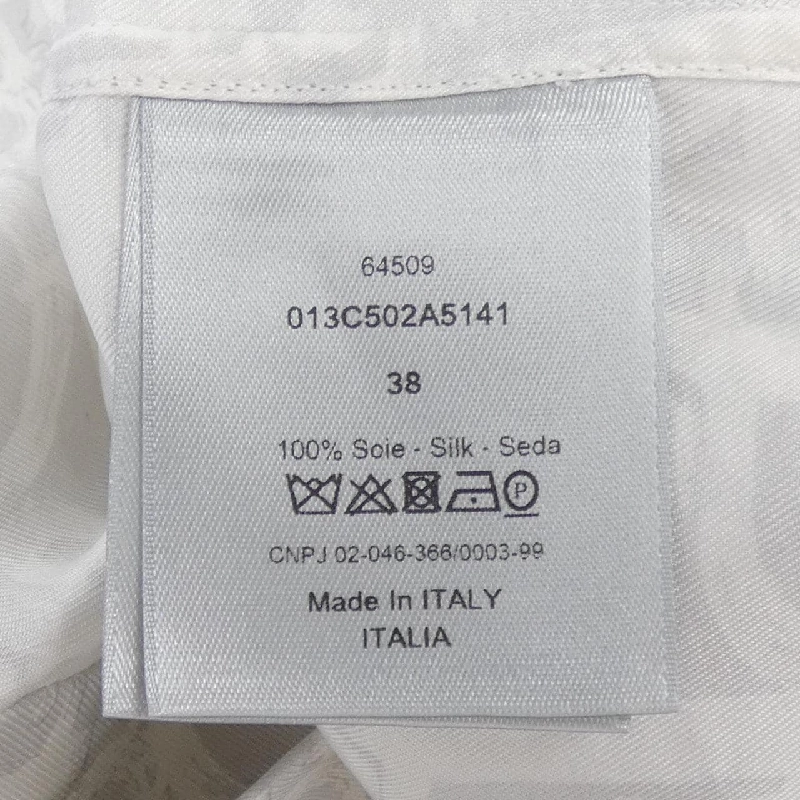 64509
013C502A5141
38
100% Soie - Silk - Seda
P
CNPJ 02-046-366/0003-99
Made In ITALY
ITALIA